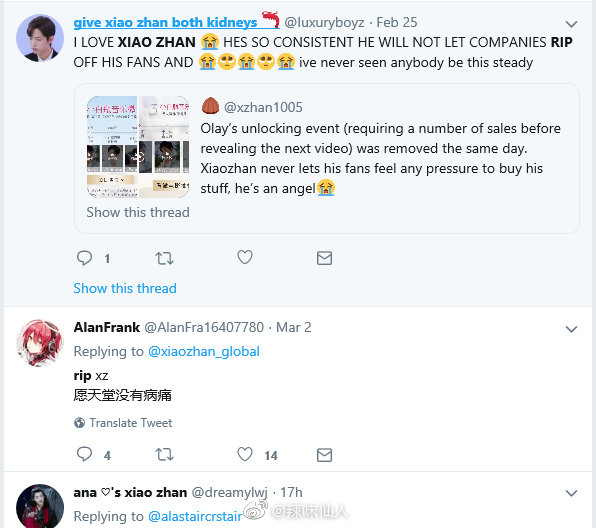 give xiao zhan both kidneys 🦐 @luxuryboyz · Feb 25
I LOVE XIAO ZHAN 😭 HES SO CONSISTENT HE WILL NOT LET COMPANIES RIP
OFF HIS FANS AND 😭🥺😭🥺😭 ive never seen anybody be this steady
@xzhan1005
Olay's unlocking event (requiring a number of sales before
revealing the next video) was removed the same day.
Xiaozhan never lets his fans feel any pressure to buy his
stuff, he's an angel😭
Show this thread
1
Show this thread
AlanFrank @AlanFra16407780 · Mar 2
Replying to @xiaozhan_global
rip xz
愿天堂没有病痛
Translate Tweet
4 14
ana ♡'s xiao zhan @dreamylwj · 17h
Replying to @alastaircrstair
@辣味仙人